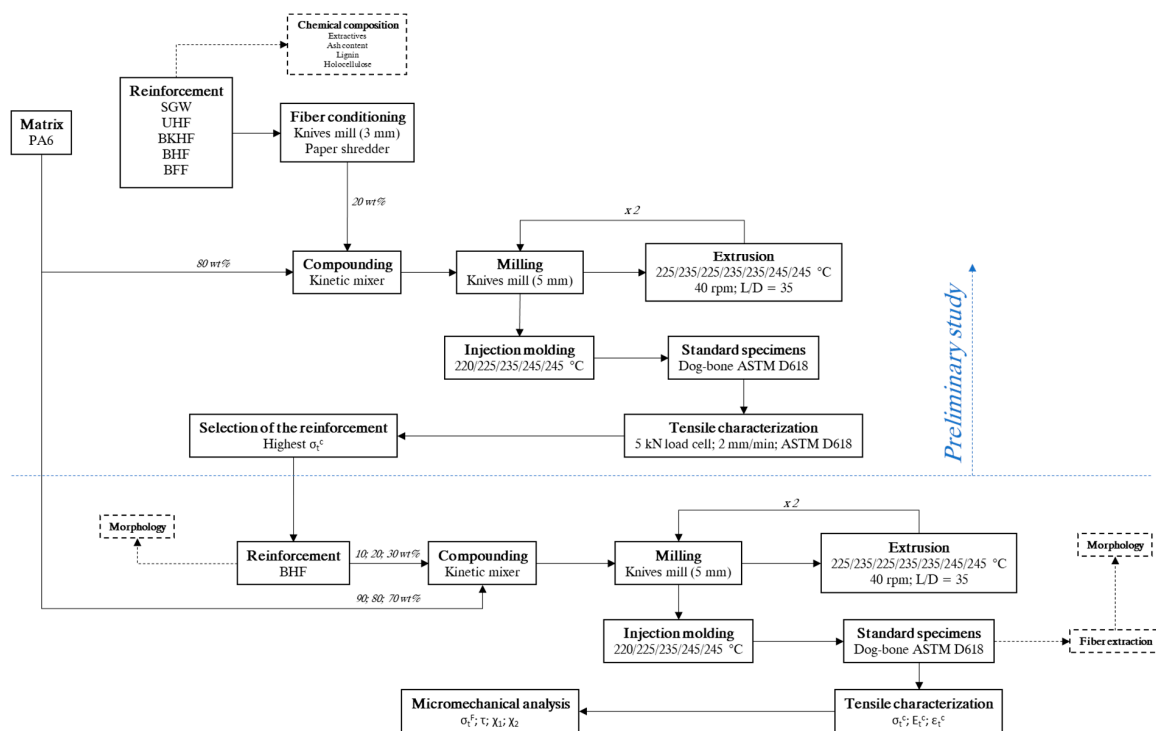 Chemical composition
Extractives
Ash content
Lignin
Holocellulose
Reinforcement
SGW
UHF
BKHF
BHF
BFF
Matrix
PA6
Fiber conditioning
Knives mill (3 mm)
Paper shredder
20 wt%
x 2
80 wt%
Compounding
Kinetic mixer
Milling
Knives mill (5 mm)
Extrusion
225/235/225/235/235/245/245 °C
40 rpm; L/D = 35
Injection molding
220/225/235/245/245 °C
Standard specimens
Dog-bone ASTM D618
Preliminary study
Selection of the reinforcement
Highest σₜᶜ
Tensile characterization
5 kN load cell; 2 mm/min; ASTM D618
Morphology
Reinforcement
BHF
10; 20; 30 wt%
90; 80; 70 wt%
Compounding
Kinetic mixer
x 2
Milling
Knives mill (5 mm)
Extrusion
225/235/225/235/235/245/245 °C
40 rpm; L/D = 35
Morphology
Injection molding
220/225/235/245/245 °C
Standard specimens
Dog-bone ASTM D618
Fiber extraction
Micromechanical analysis
σₜF; τ; χ₁; χ₂
Tensile characterization
σₜᶜ; Eₜᶜ; εₜᶜ